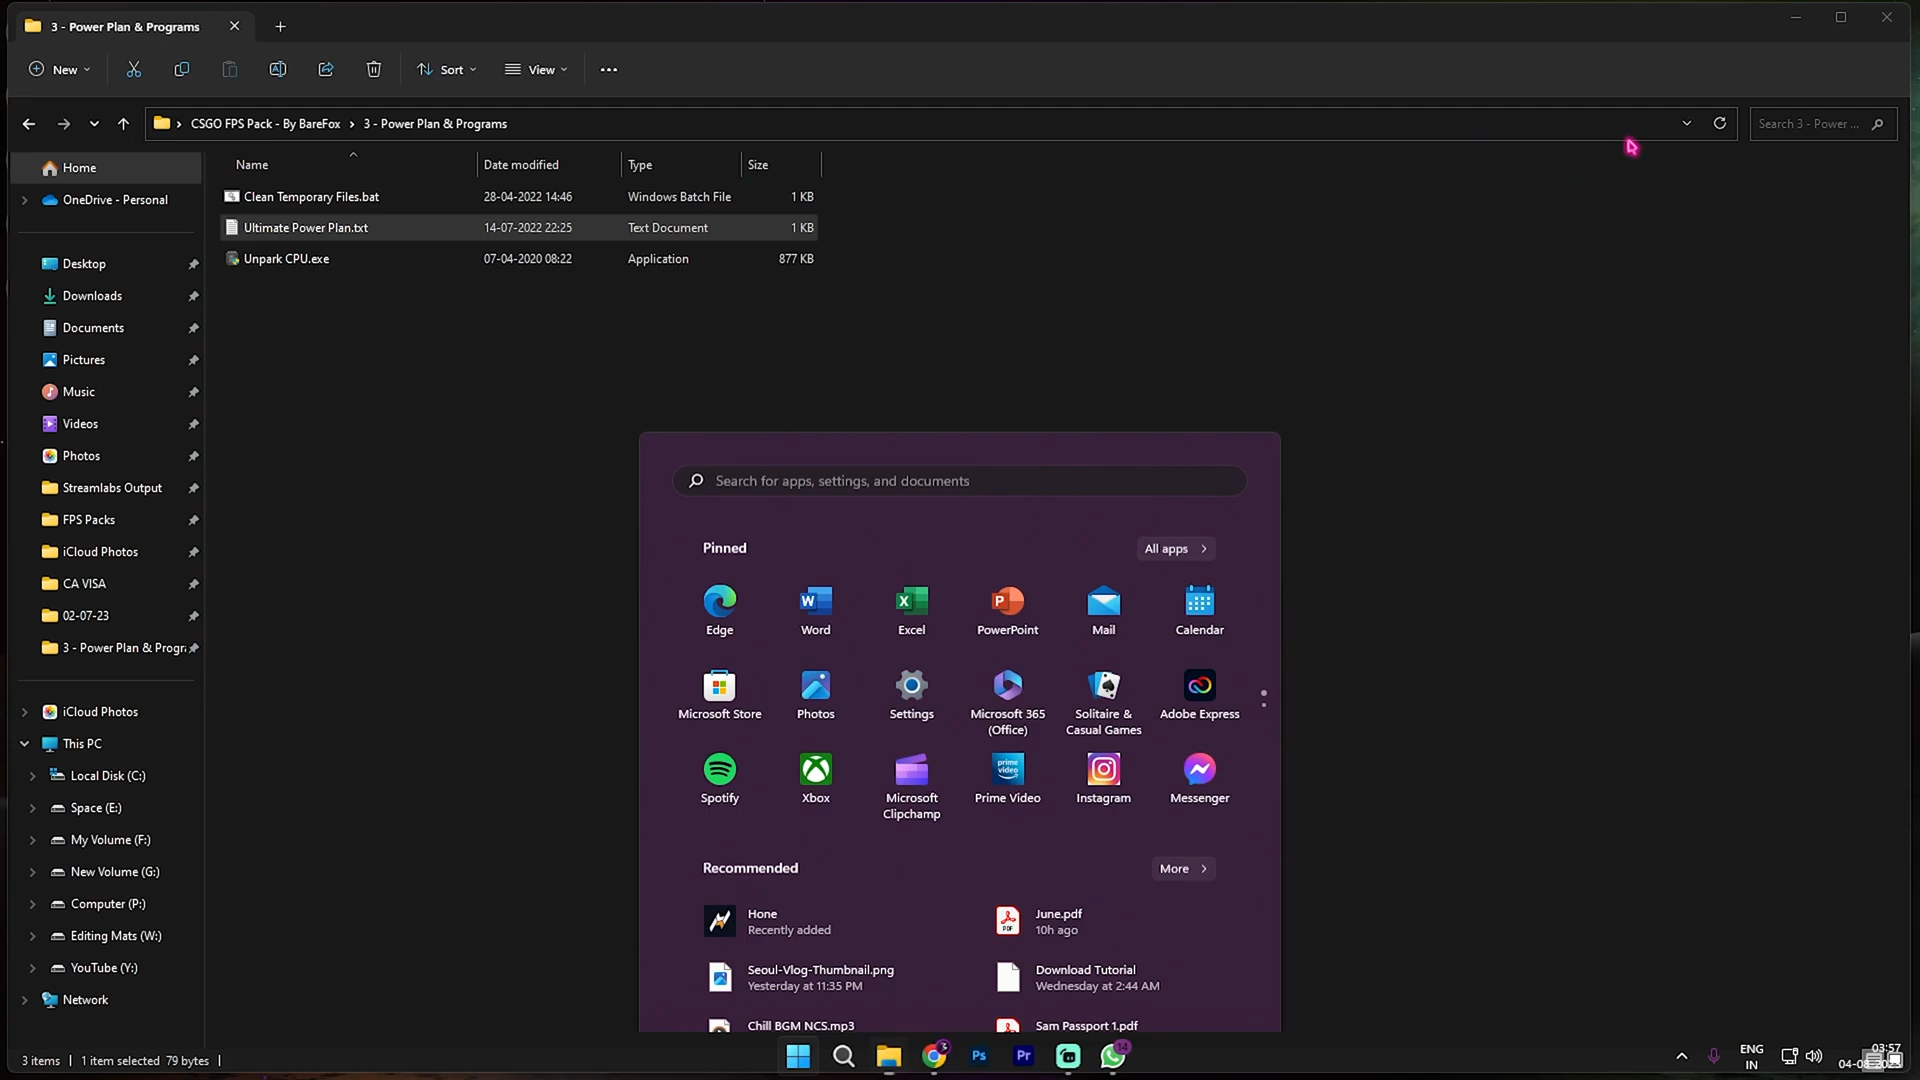 3 - Power Plan & Programs
New
Sort
View
CSGO FPS Pack - By BareFox
3 - Power Plan & Programs
Search 3 - Power ...
Name
Date modified
Type
Size
Clean Temporary Files.bat
28-04-2022 14:46
Windows Batch File
1 KB
Ultimate Power Plan.txt
14-07-2022 22:25
Text Document
1 KB
Unpark CPU.exe
07-04-2020 08:22
Application
877 KB
Home
OneDrive - Personal
Desktop
Downloads
Documents
Pictures
Music
Videos
Photos
Streamlabs Output
FPS Packs
iCloud Photos
CA VISA
02-07-23
3 - Power Plan & Progr
iCloud Photos
This PC
Local Disk (C:)
Space (E:)
My Volume (F:)
New Volume (G:)
Computer (P:)
Editing Mats (W:)
YouTube (Y:)
Network
Search for apps, settings, and documents
Pinned
All apps
Edge
Word
Excel
PowerPoint
Mail
Calendar
Microsoft Store
Photos
Settings
Microsoft 365
(Office)
Solitaire &
Casual Games
Adobe Express
Spotify
Xbox
Microsoft
Clipchamp
prime
video
Prime Video
Instagram
Messenger
Recommended
More
Hone
Recently added
June.pdf
10h ago
Seoul-Vlog-Thumbnail.png
Yesterday at 11:35 PM
Download Tutorial
Wednesday at 2:44 AM
Chill BGM NCS.mp3
Sam Passport 1.pdf
3 items
1 item selected 79 bytes
3
Ps
Pr
14
ENG
IN
03:57